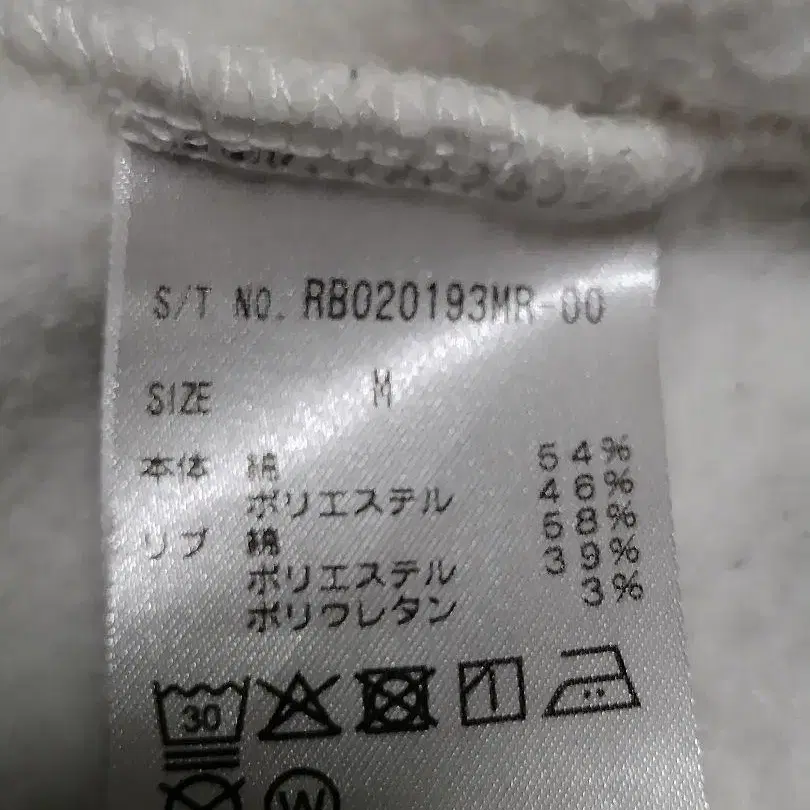 S/T NO. RB020193MR-00
SIZE M
本体 綿 54%
ポリエステル 46%
リブ 綿 58%
ポリエステル 39%
ポリウレタン 3%
30
W